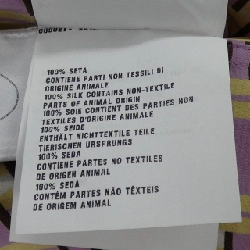 100% SETA
CONTIENE PARTI NON TESSILI DI
ORIGINE ANIMALE
100% SILK CONTAINS NON-TEXTILE
PARTS OF ANIMAL ORIGIN
100% SOIE CONTIENT DES PARTIES NON
TEXTILES D'ORIGINE ANIMALE
100% SEIDE
ENTHÄLT NICHTTEXTILE TEILE
TIERISCHEN URSPRUNGS
100% SEDA
CONTIENE PARTES NO TEXTILES
DE ORIGEN ANIMAL
100% SEDA
CONTÉM PARTES NÃO TÊXTEIS
DE ORIGEM ANIMAL